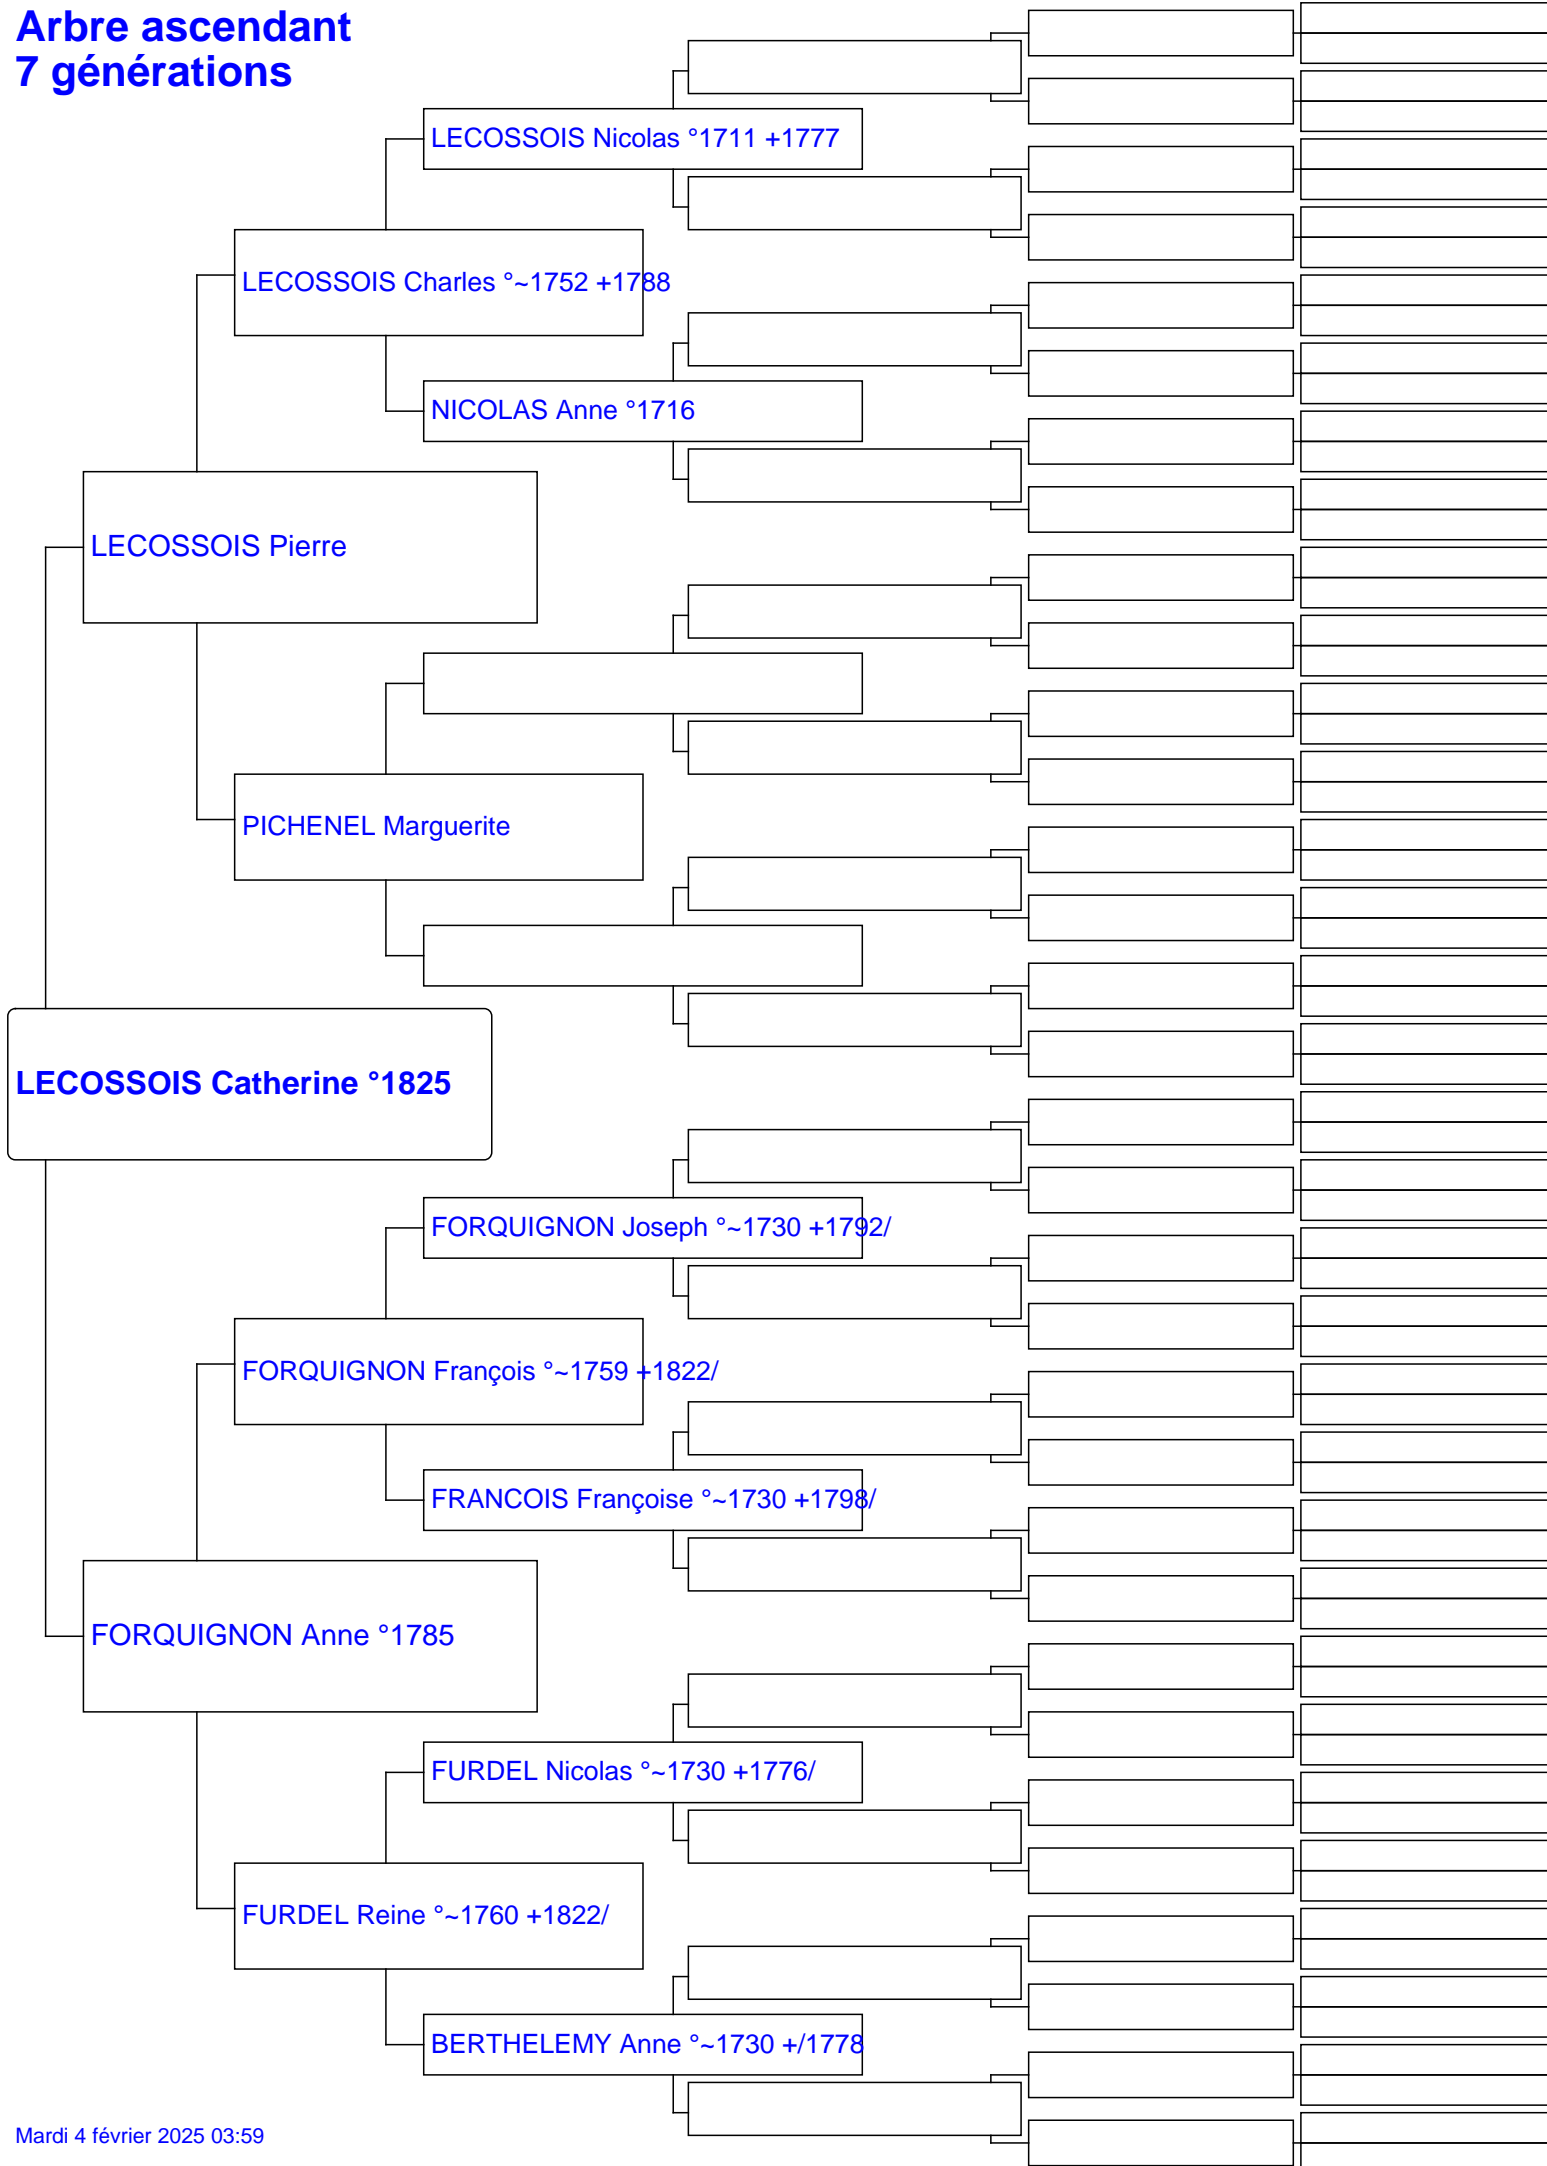 Arbre ascendant
7 générations
LECOSSOIS Nicolas °1711 +1777
LECOSSOIS Charles °~1752 +1788
NICOLAS Anne °1716
LECOSSOIS Pierre
PICHENEL Marguerite
LECOSSOIS Catherine °1825
FORQUIGNON Joseph °~1730 +1792/
FORQUIGNON François °~1759 +1822/
FRANCOIS Françoise °~1730 +1798/
FORQUIGNON Anne °1785
FURDEL Nicolas °~1730 +1776/
FURDEL Reine °~1760 +1822/
BERTHELEMY Anne °~1730 +/1778
Mardi 4 février 2025 03:59